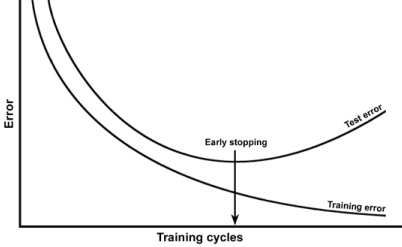 Error
Test error
Early stopping
Training error
Training cycles